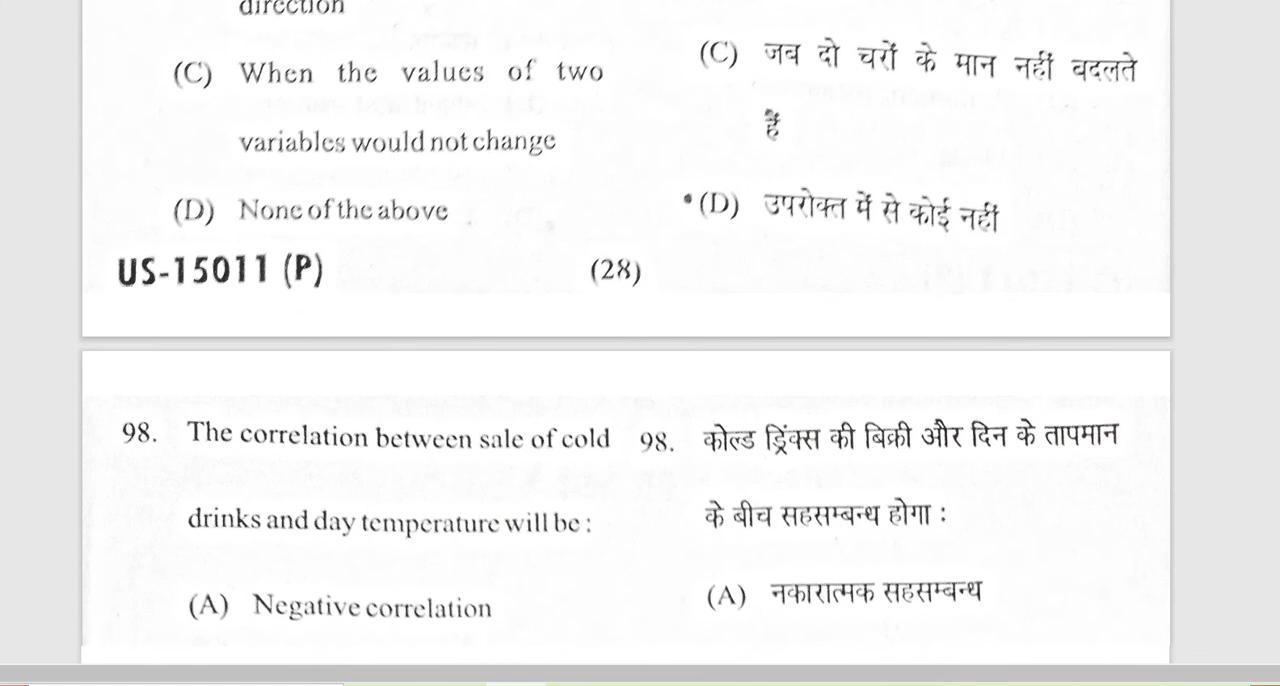 direction
(C) When the values of two
variables would not change
(D) None of the above
(C) जब दो चरों के मान नहीं बदलते
हैं
(D) उपरोक्त में से कोई नहीं
US-15011 (P)
(28)
98. The correlation between sale of cold
drinks and day temperature will be :
(A) Negative correlation
98. कोल्ड ड्रिंक्स की बिक्री और दिन के तापमान
के बीच सहसम्बन्ध होगा :
(A) नकारात्मक सहसम्बन्ध